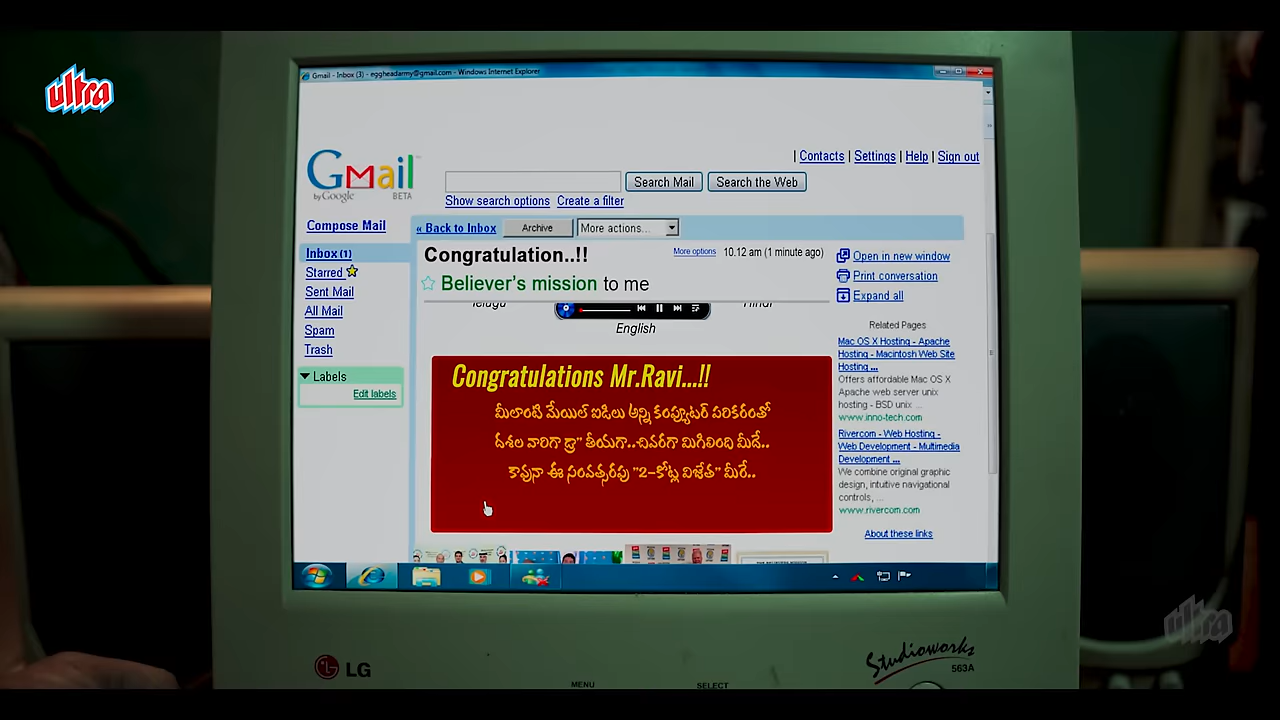 ultra
Gmail - Inbox (3) - eggheadarmy@gmail.com - Windows Internet Explorer
| Contacts | Settings | Help | Sign out
Gmail
by Google BETA
Search Mail Search the Web
Show search options Create a filter
Compose Mail
« Back to Inbox Archive More actions...
Inbox (1)
Starred
Sent Mail
All Mail
Spam
Trash
Labels
Edit labels
Congratulation..!!
More options 10.12 am (1 minute ago)
Believer's mission to me
Telugu Hindi
English
Congratulations Mr.Ravi...!!
మీలాంటి మేయిల్ ఐడిలు అన్ని కంప్యూటర్ పరికరంతో
ఓశల వారిగా డ్రా" తీయగా..చివరగా మిగిలింది మీడే..
కావునా ఈ సంవత్సరపు "2-కోట్ల విజేత" మీరే..
Open in new window
Print conversation
Expand all
Related Pages
Mac OS X Hosting - Apache
Hosting - Macintosh Web Site
Hosting ...
Offers affordable Mac OS X
Apache web server unix
hosting - BSD unix ...
www.inno-tech.com
Rivercom - Web Hosting -
Web Development - Multimedia
Development ...
We combine original graphic
design, intuitive navigational
controls, ...
www.rivercom.com
About these links
LG
MENU
SELECT
Studioworks
563A
ultra